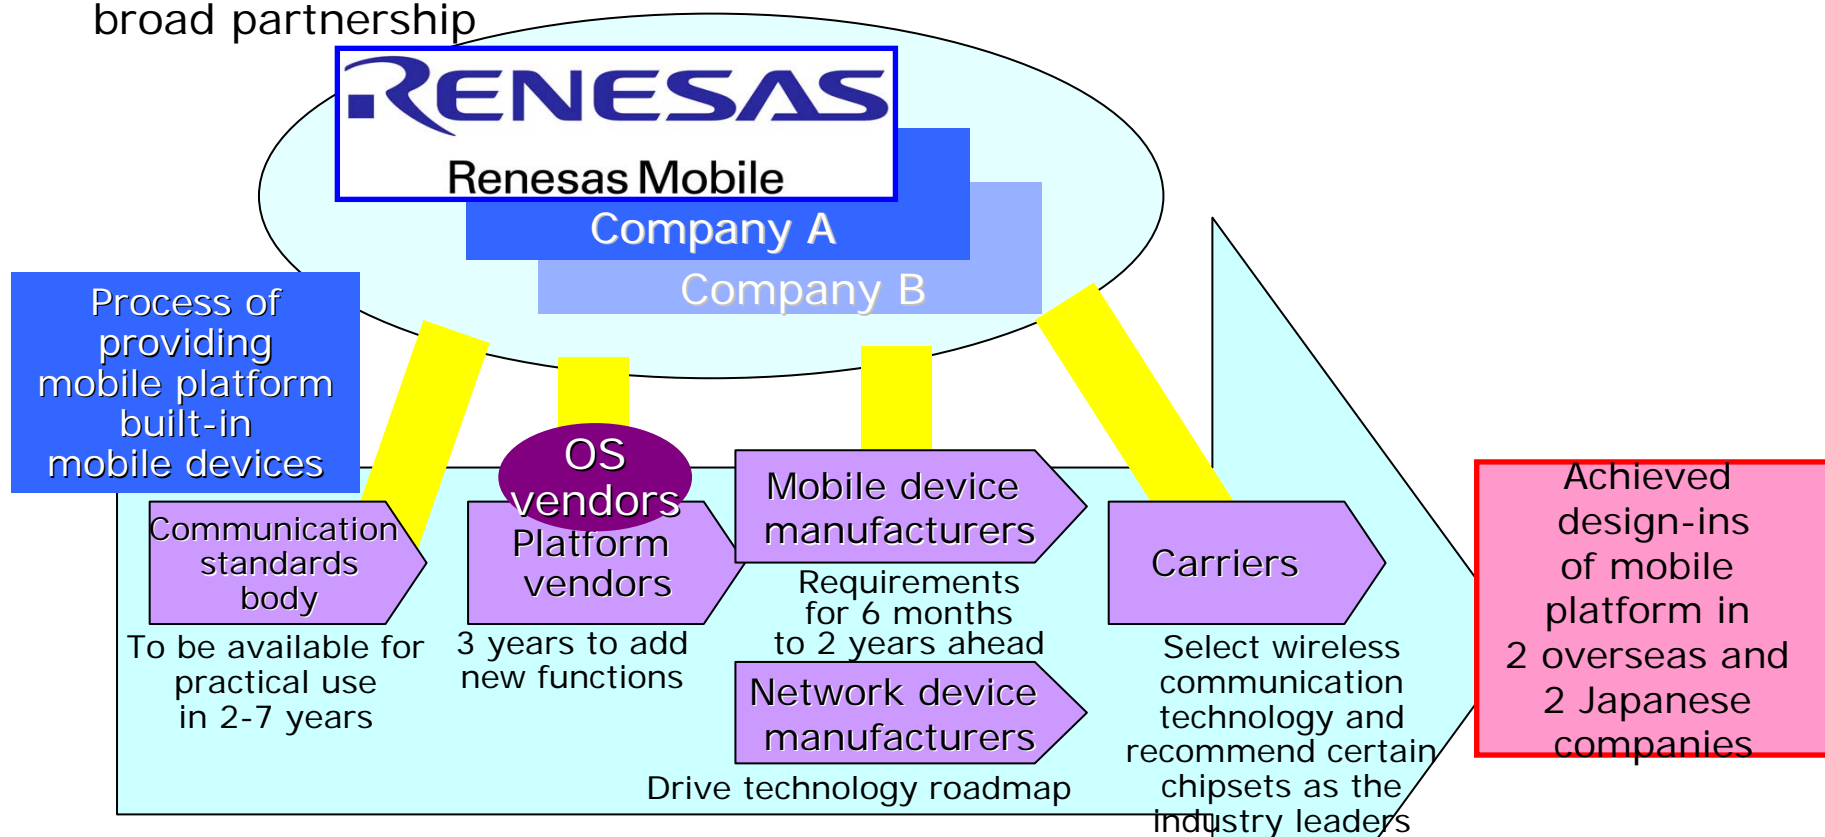 broad partnership
RENESAS
Renesas Mobile
Company A
Company B
Process of
providing
mobile platform
built-in
mobile devices
OS
vendors
Communication
standards
body
To be available for
practical use
in 2-7 years
Platform
vendors
3 years to add
new functions
Mobile device
manufacturers
Requirements
for 6 months
to 2 years ahead
Network device
manufacturers
Drive technology roadmap
Carriers
Select wireless
communication
technology and
recommend certain
chipsets as the
industry leaders
Achieved
design-ins
of mobile
platform in
2 overseas and
2 Japanese
companies